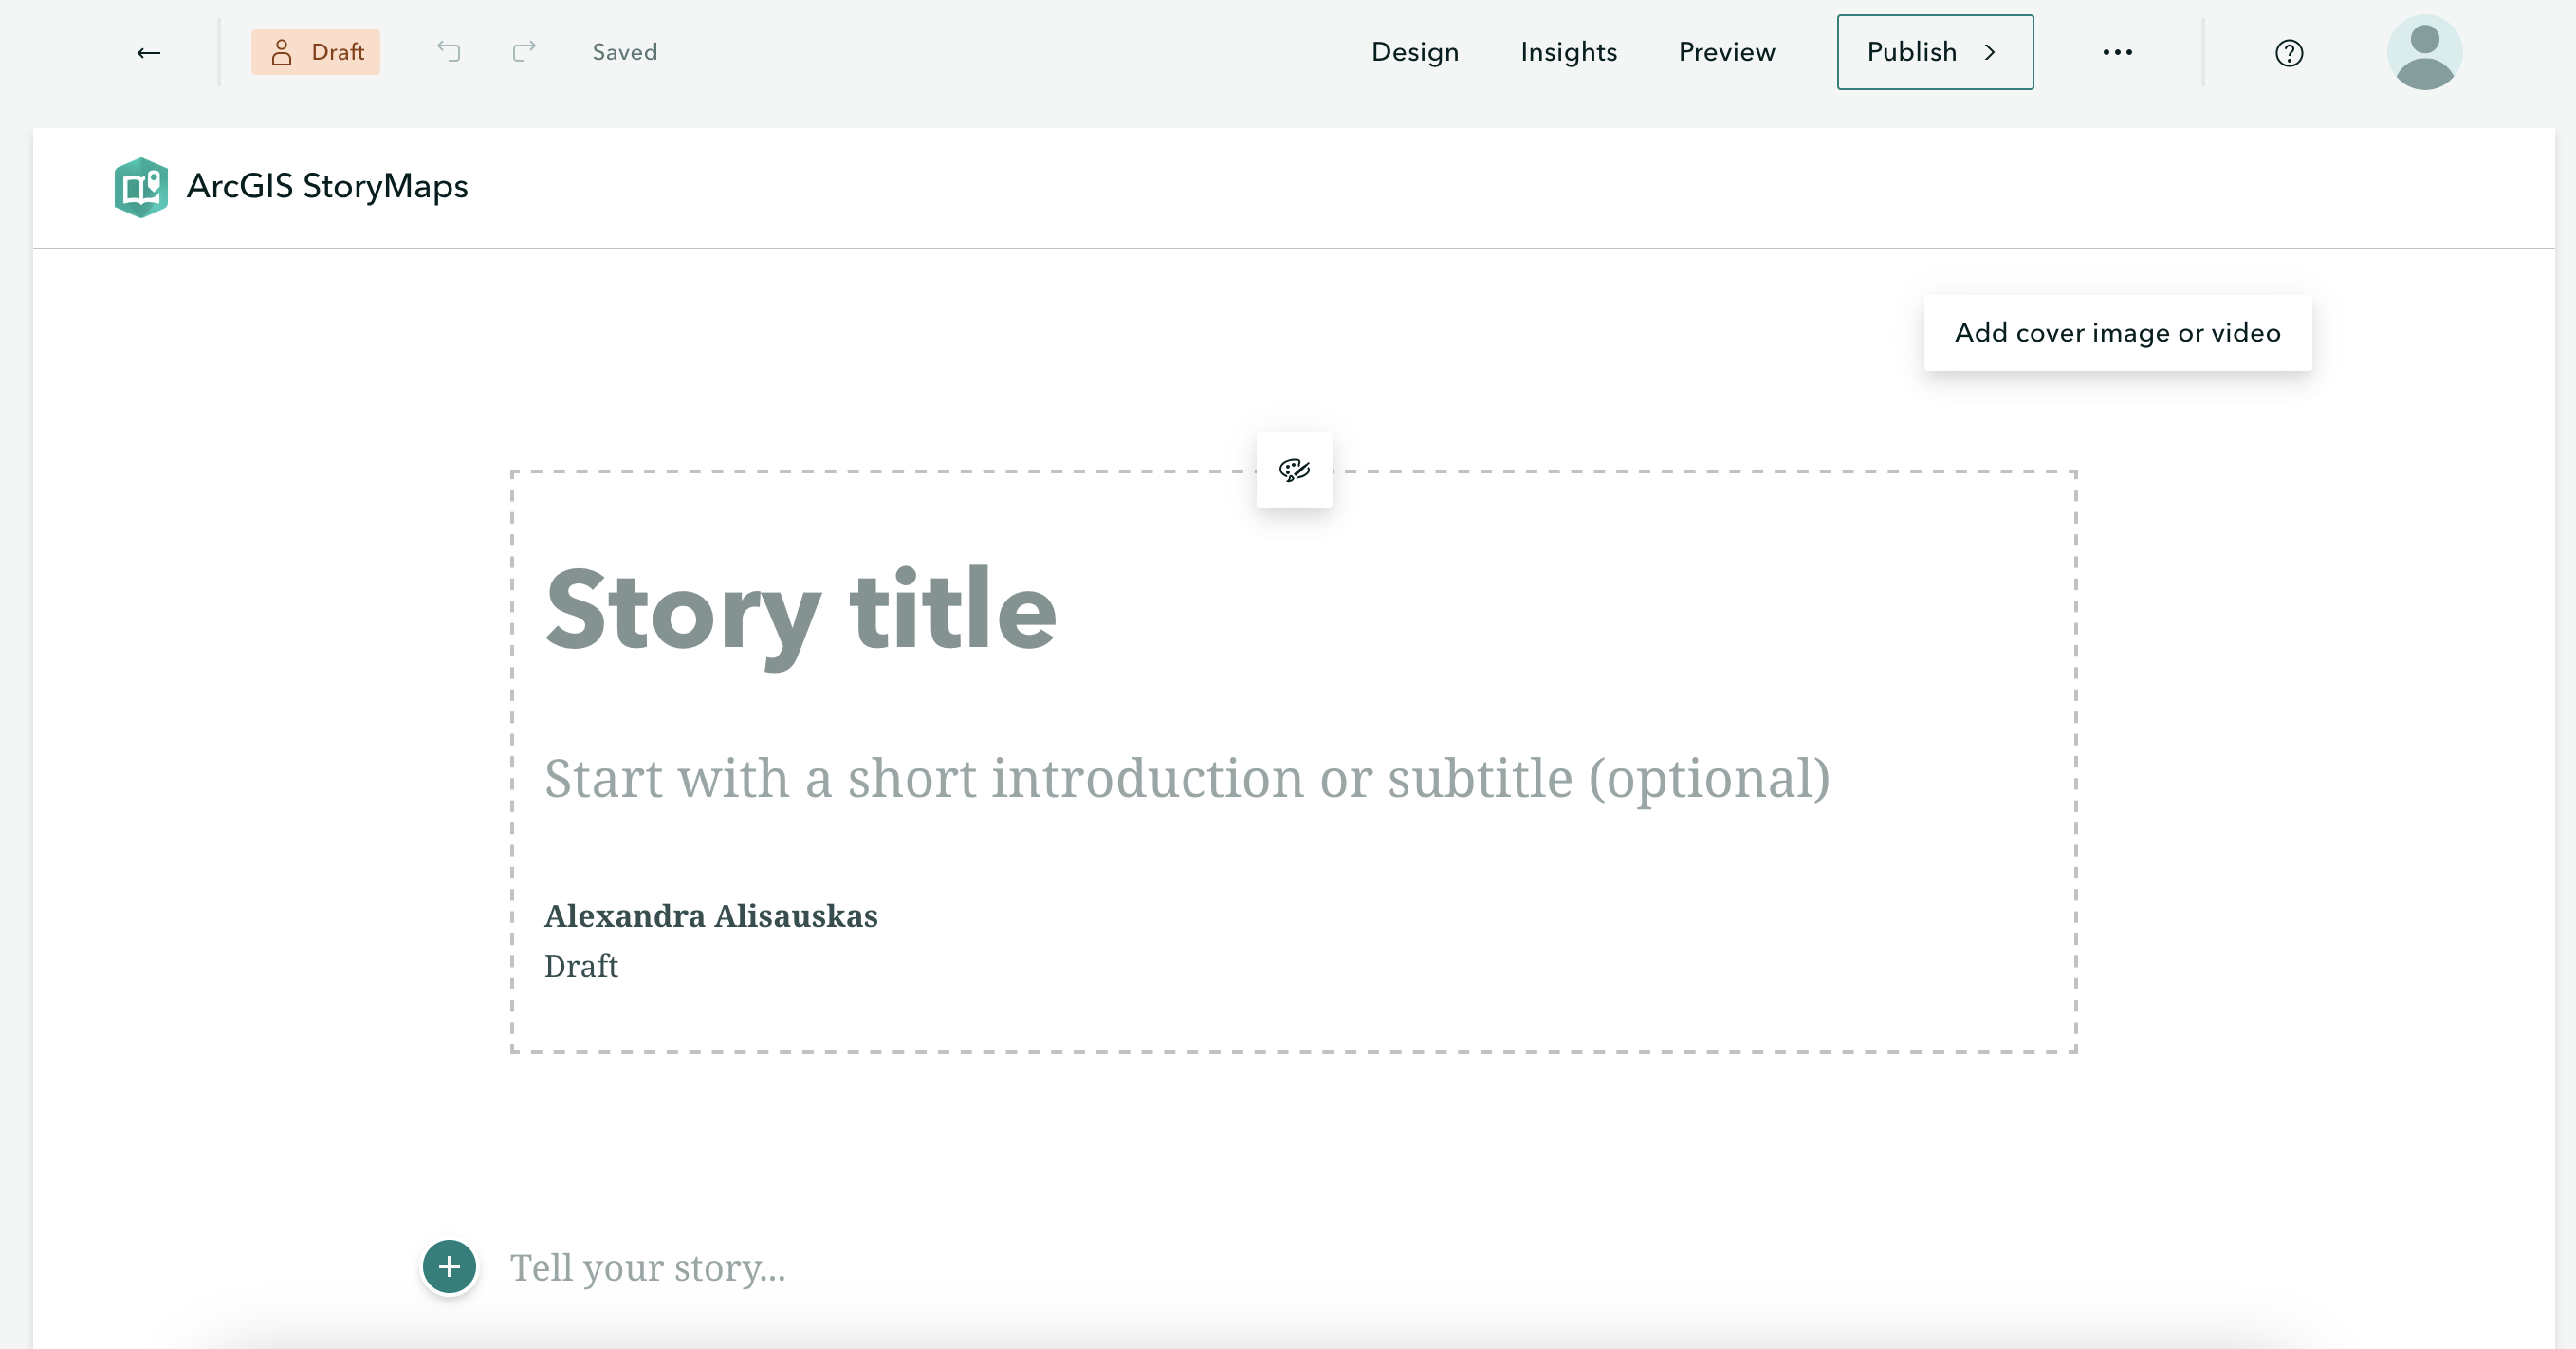 Draft Saved Design Insights Preview Publish
ArcGIS StoryMaps
Add cover image or video
Story title
Start with a short introduction or subtitle (optional)
Alexandra Alisauskas
Draft
Tell your story...